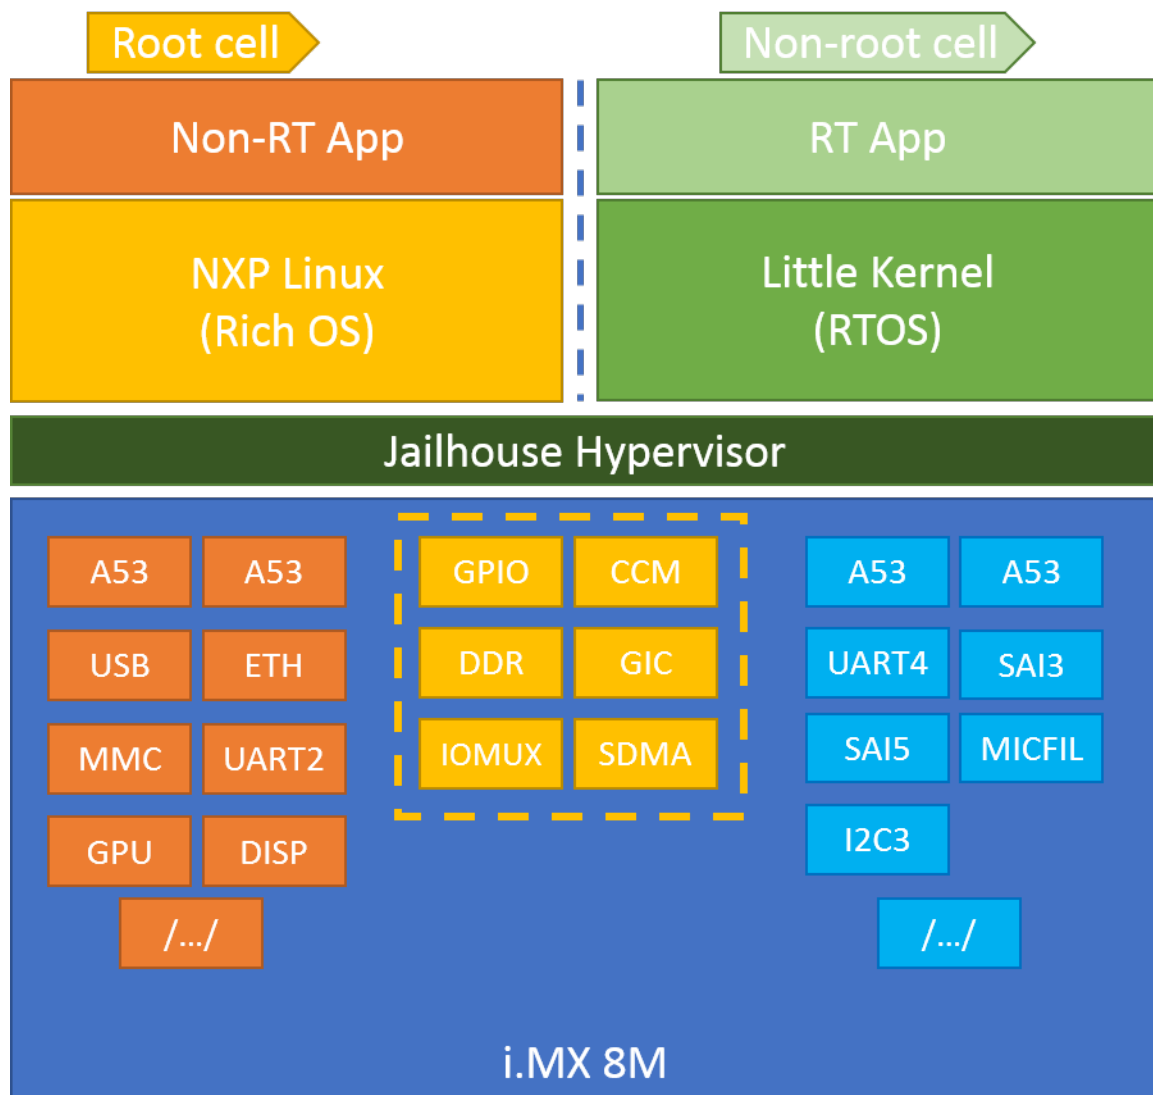 Root cell
Non-root cell
Non-RT App
RT App
NXP Linux
(Rich OS)
Little Kernel
(RTOS)
Jailhouse Hypervisor
A53
A53
USB
ETH
MMC
UART2
GPU
DISP
/…/
GPIO
CCM
DDR
GIC
IOMUX
SDMA
A53
A53
UART4
SAI3
SAI5
MICFIL
I2C3
/…/
i.MX 8M